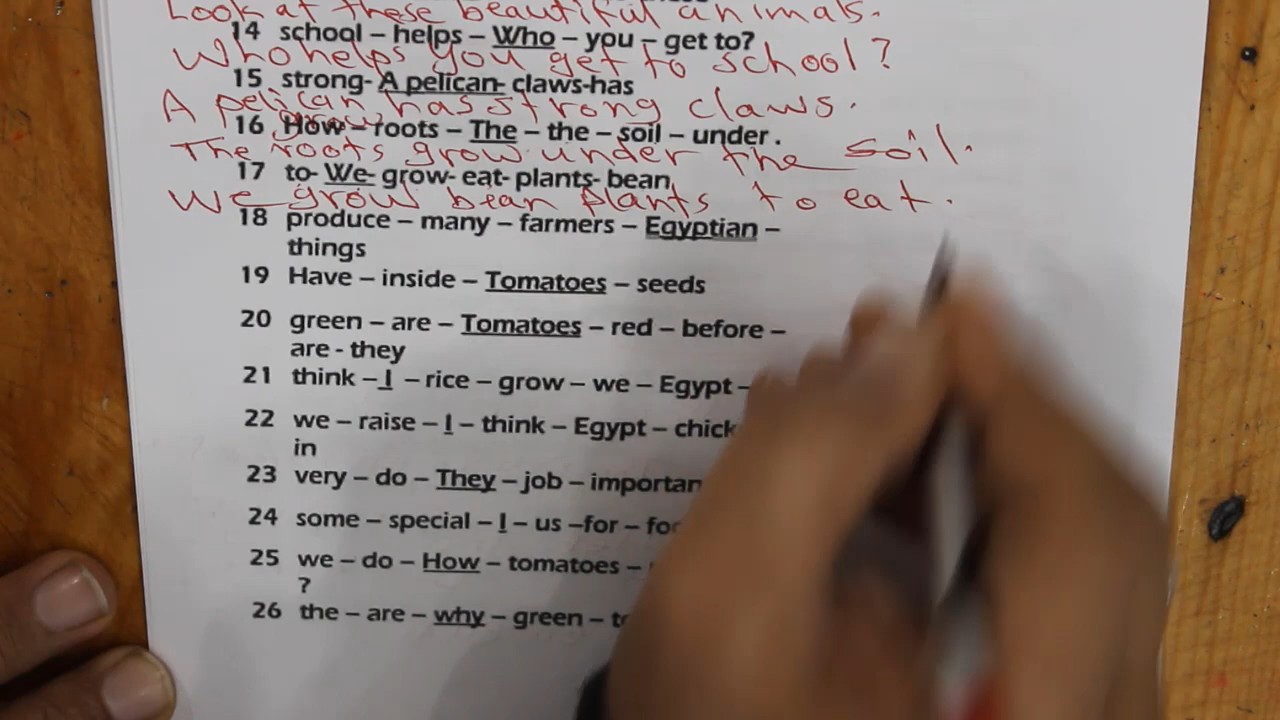 Look at these beautiful animals.
14 school – helps – Who – you – get to?
Who helps you get to school?
15 strong- A pelican- claws-has
A pelican has strong claws.
grow
16 How – roots – The – the – soil – under .
The roots grow under the soil.
17 to- We- grow- eat- plants- bean
We grow bean plants to eat.
18 produce – many – farmers – Egyptian –
things
19 Have – inside – Tomatoes – seeds
20 green – are – Tomatoes – red – before –
are - they
21 think – I – rice – grow – we – Egypt –
22 we – raise – I – think – Egypt – chick
in
23 very – do – They – job – importan
24 some – special – I – us –for –
25 we – do – How – tomatoes –
?
26 the – are – why – green –